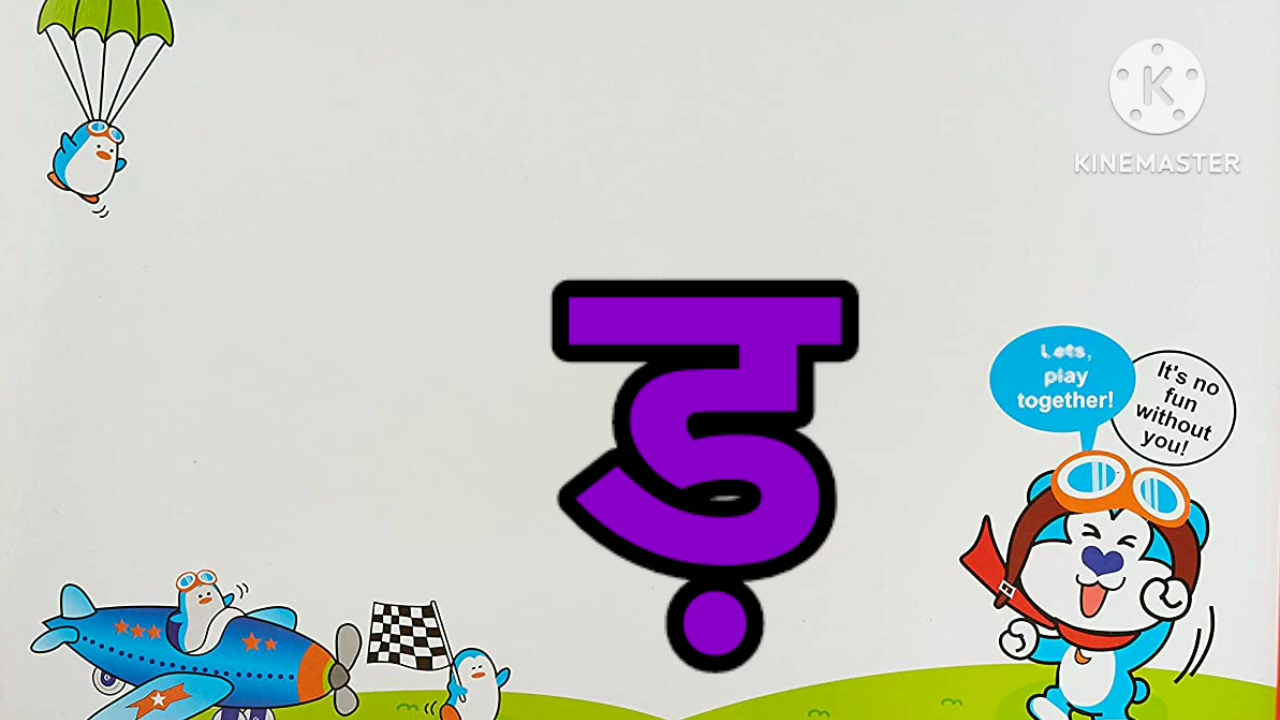 K
KINEMASTER
ड़
Lets,
play
together!
It's no
fun
without
you!